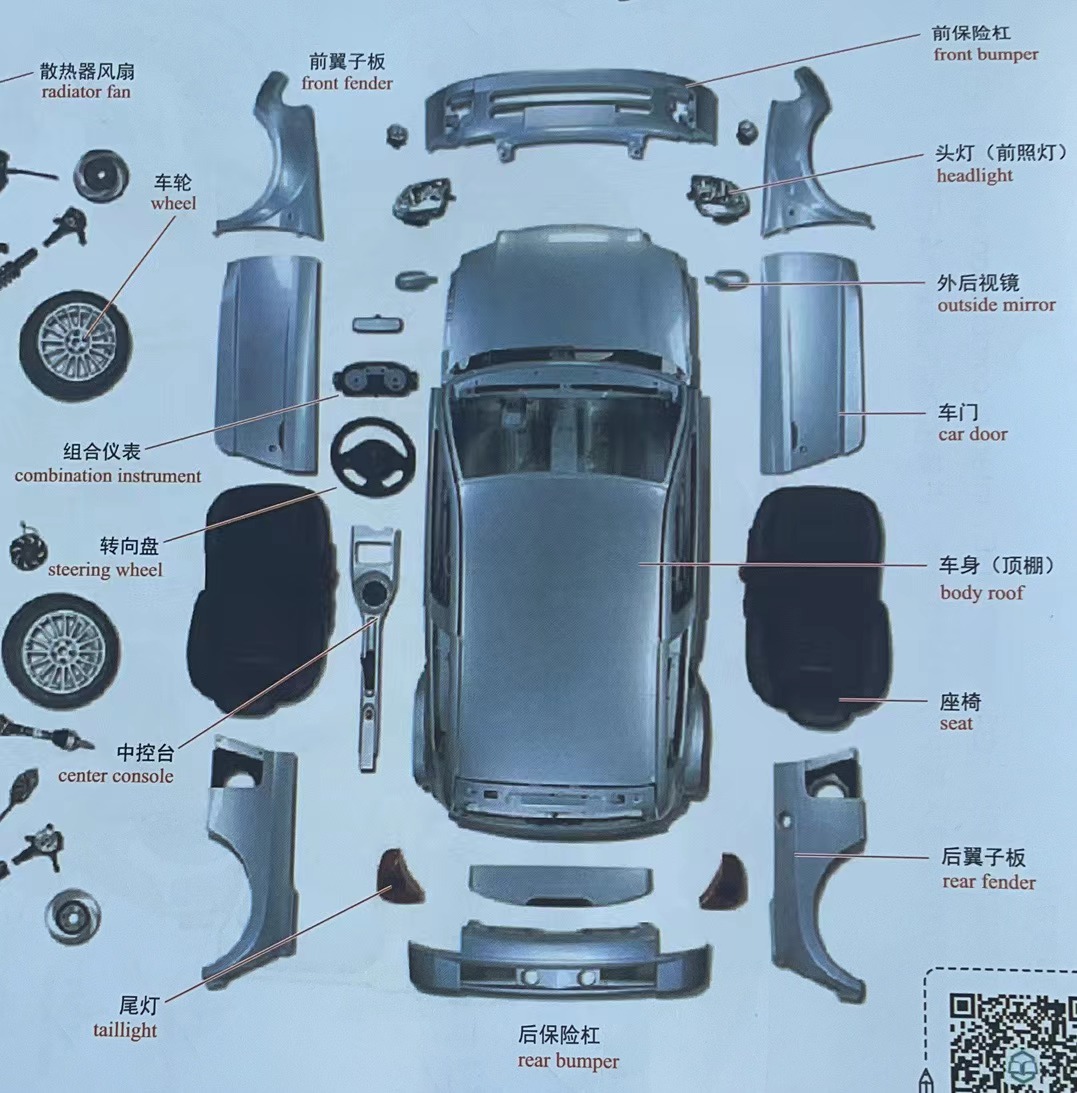 前保险杠
front bumper
前翼子板
front fender
散热器风扇
radiator fan
头灯（前照灯）
headlight
车轮
wheel
外后视镜
outside mirror
车门
car door
组合仪表
combination instrument
转向盘
steering wheel
车身（顶棚）
body roof
座椅
seat
中控台
center console
后翼子板
rear fender
尾灯
taillight
后保险杠
rear bumper